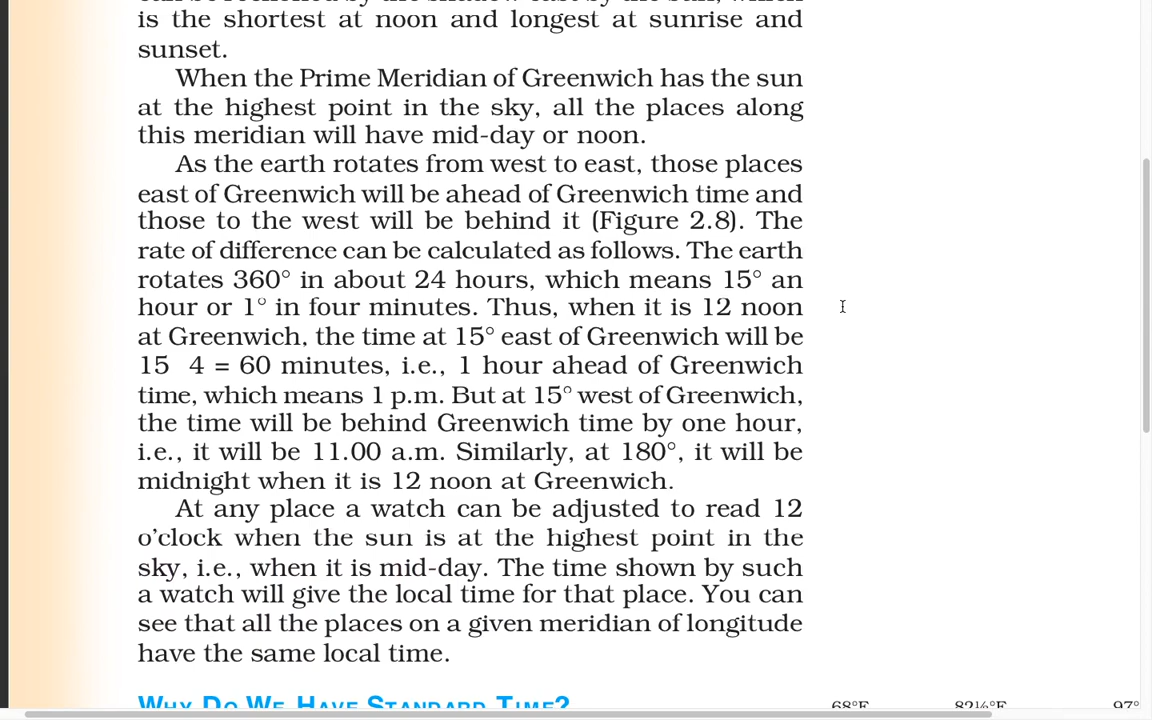 is the shortest at noon and longest at sunrise and
sunset.
When the Prime Meridian of Greenwich has the sun
at the highest point in the sky, all the places along
this meridian will have mid-day or noon.
As the earth rotates from west to east, those places
east of Greenwich will be ahead of Greenwich time and
those to the west will be behind it (Figure 2.8). The
rate of difference can be calculated as follows. The earth
rotates 360° in about 24 hours, which means 15° an
hour or 1° in four minutes. Thus, when it is 12 noon
at Greenwich, the time at 15° east of Greenwich will be
15 4 = 60 minutes, i.e., 1 hour ahead of Greenwich
time, which means 1 p.m. But at 15° west of Greenwich,
the time will be behind Greenwich time by one hour,
i.e., it will be 11.00 a.m. Similarly, at 180°, it will be
midnight when it is 12 noon at Greenwich.
At any place a watch can be adjusted to read 12
o’clock when the sun is at the highest point in the
sky, i.e., when it is mid-day. The time shown by such
a watch will give the local time for that place. You can
see that all the places on a given meridian of longitude
have the same local time.
WHY DO WE HAVE STANDARD TIME?
68°E 82½°E 97°